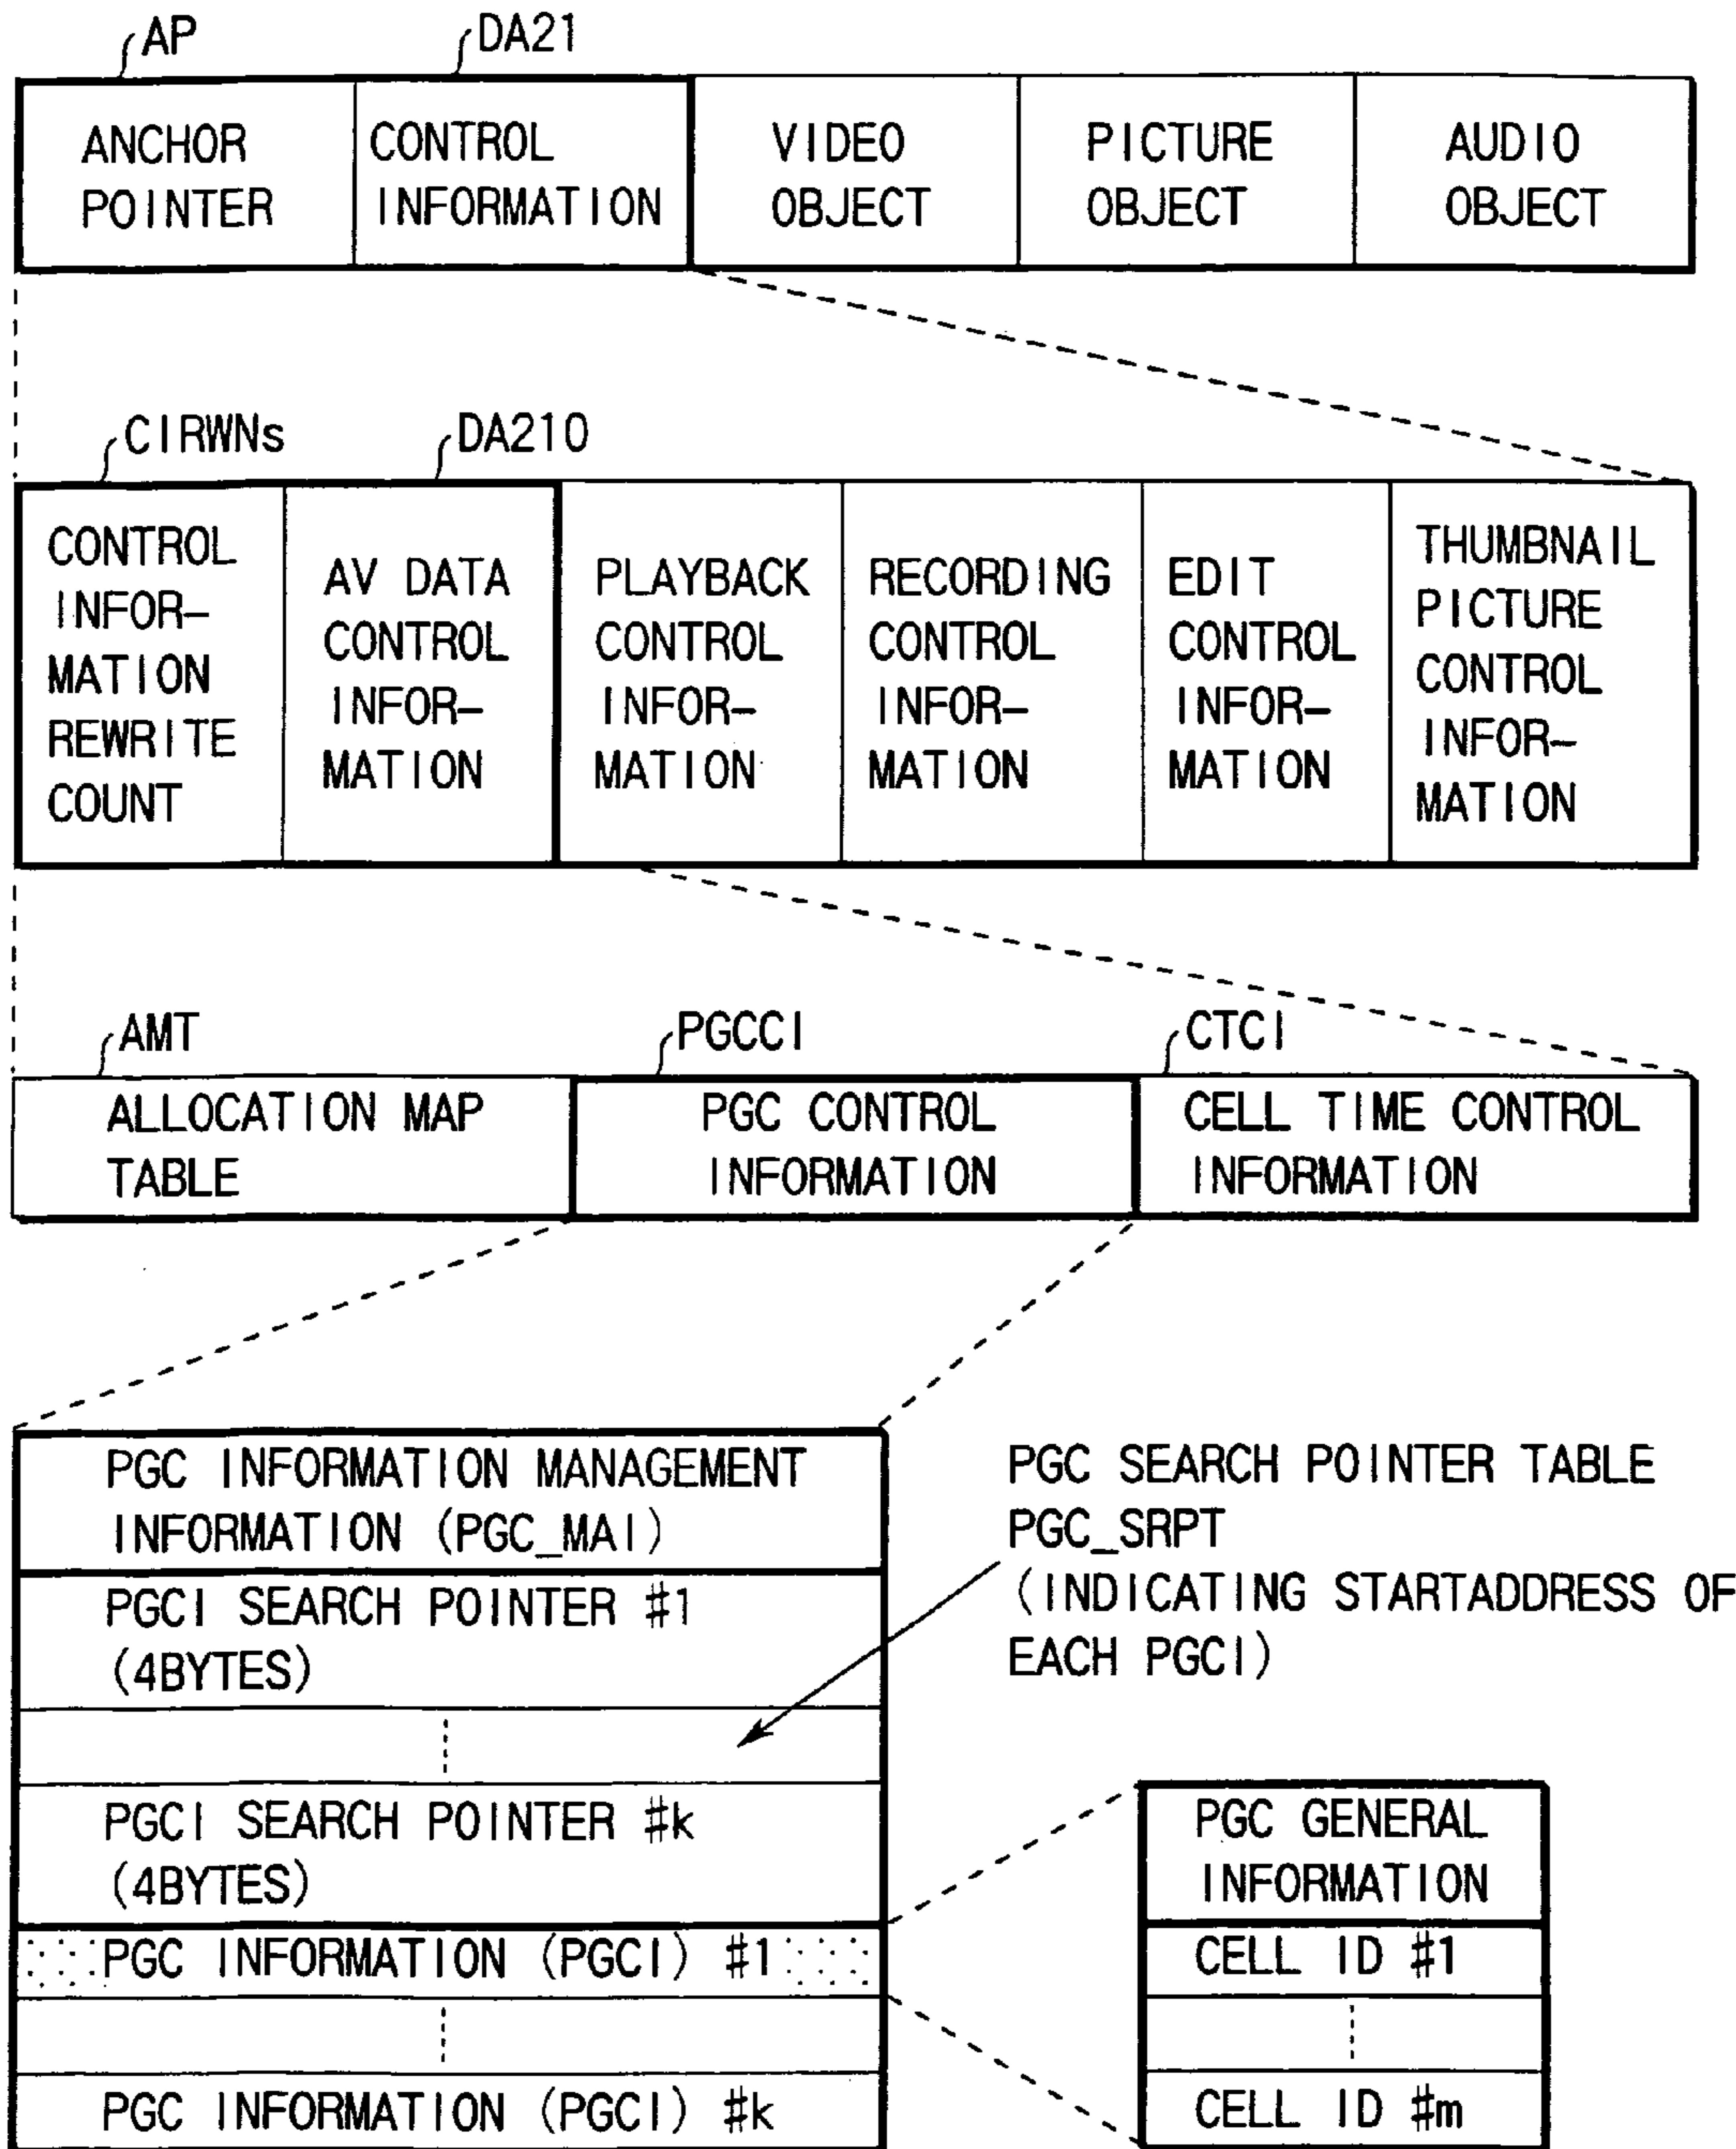 AP
DA21
ANCHOR
POINTER
CONTROL
INFORMATION
VIDEO
OBJECT
PICTURE
OBJECT
AUDIO
OBJECT
CIRWNs
DA210
CONTROL
INFOR-
MATION
REWRITE
COUNT
AV DATA
CONTROL
INFOR-
MATION
PLAYBACK
CONTROL
INFOR-
MATION
RECORDING
CONTROL
INFOR-
MATION
EDIT
CONTROL
INFOR-
MATION
THUMBNAIL
PICTURE
CONTROL
INFOR-
MATION
AMT
PGCCI
CTCI
ALLOCATION MAP
TABLE
PGC CONTROL
INFORMATION
CELL TIME CONTROL
INFORMATION
PGC INFORMATION MANAGEMENT
INFORMATION (PGC_MAI)
PGCI SEARCH POINTER #1
(4BYTES)
PGCI SEARCH POINTER #k
(4BYTES)
PGC INFORMATION (PGCI) #1
PGC INFORMATION (PGCI) #k
PGC SEARCH POINTER TABLE
PGC_SRPT
(INDICATING STARTADDRESS OF
EACH PGCI)
PGC GENERAL
INFORMATION
CELL ID #1
CELL ID #m